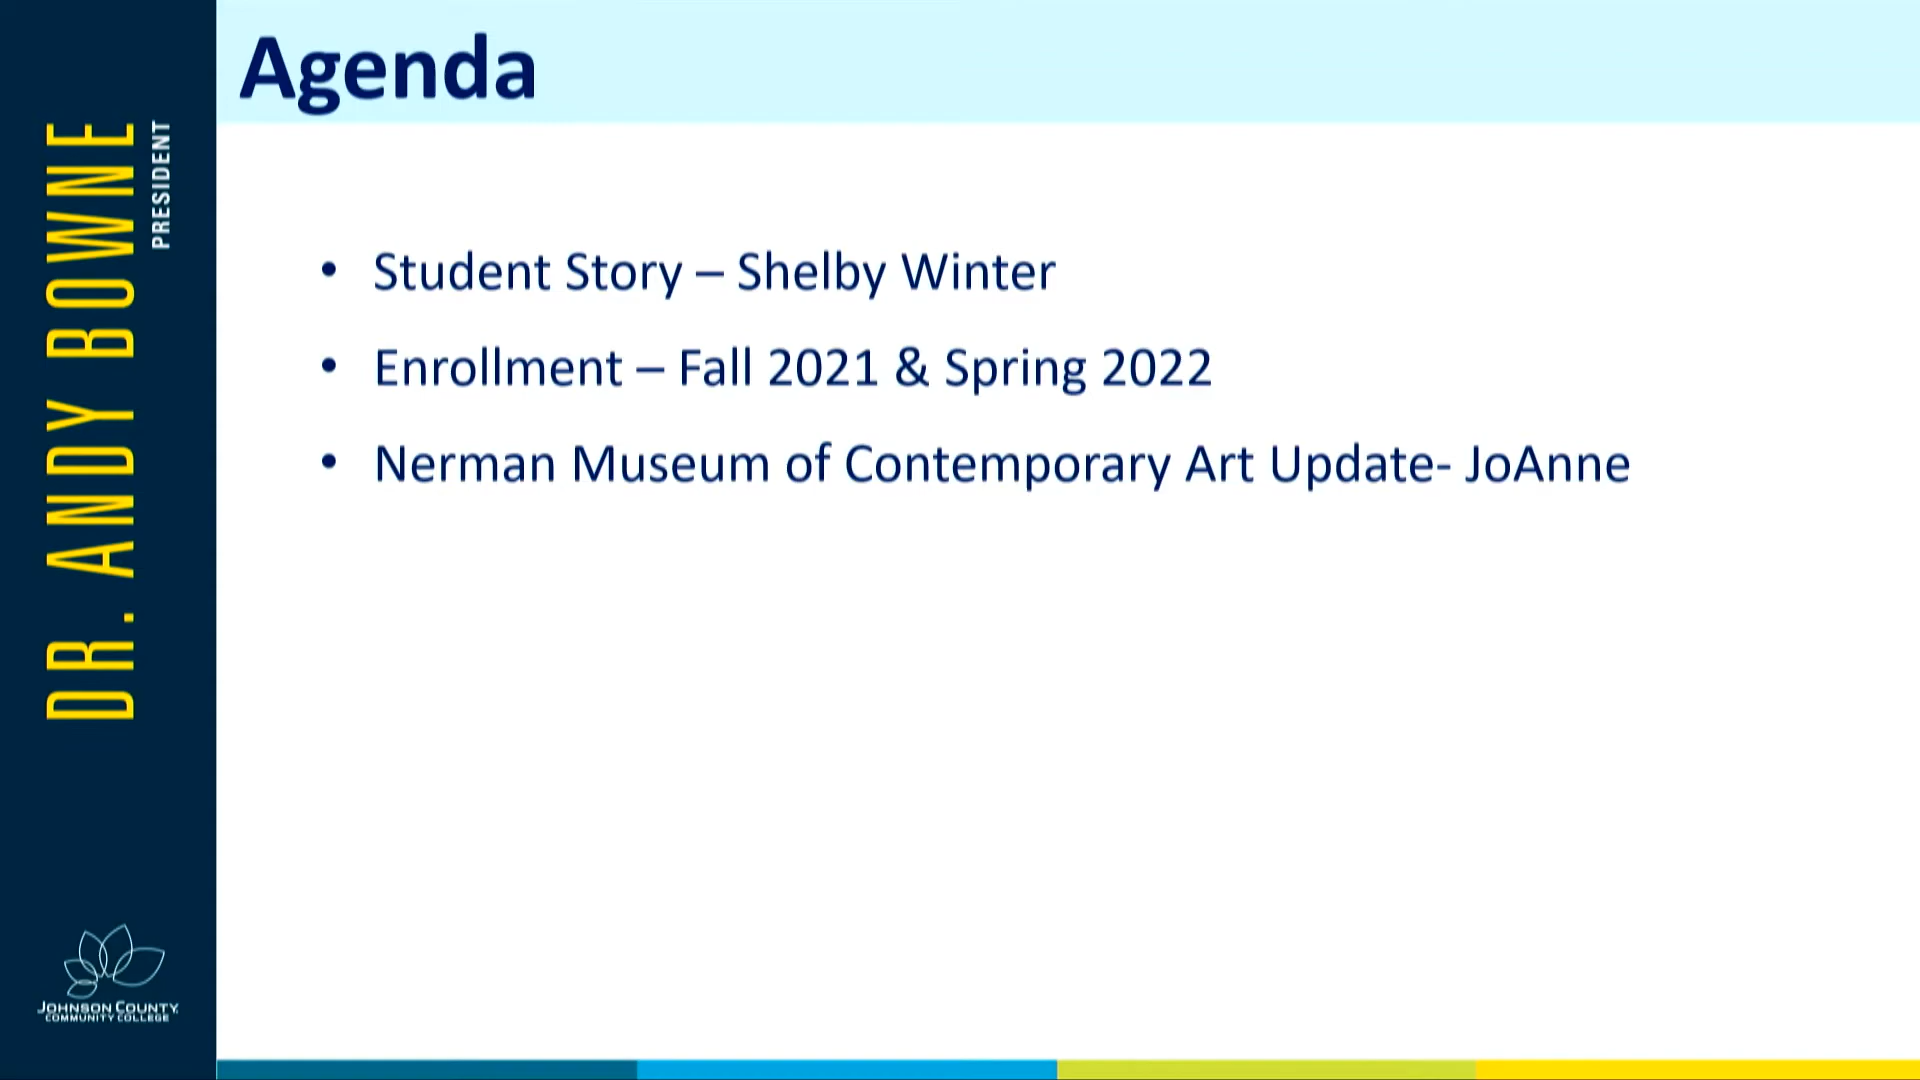 Agenda
DR. ANDY BOWNE
PRESIDENT
• Student Story – Shelby Winter
• Enrollment – Fall 2021 & Spring 2022
• Nerman Museum of Contemporary Art Update- JoAnne
JOHNSON COUNTY
COMMUNITY COLLEGE